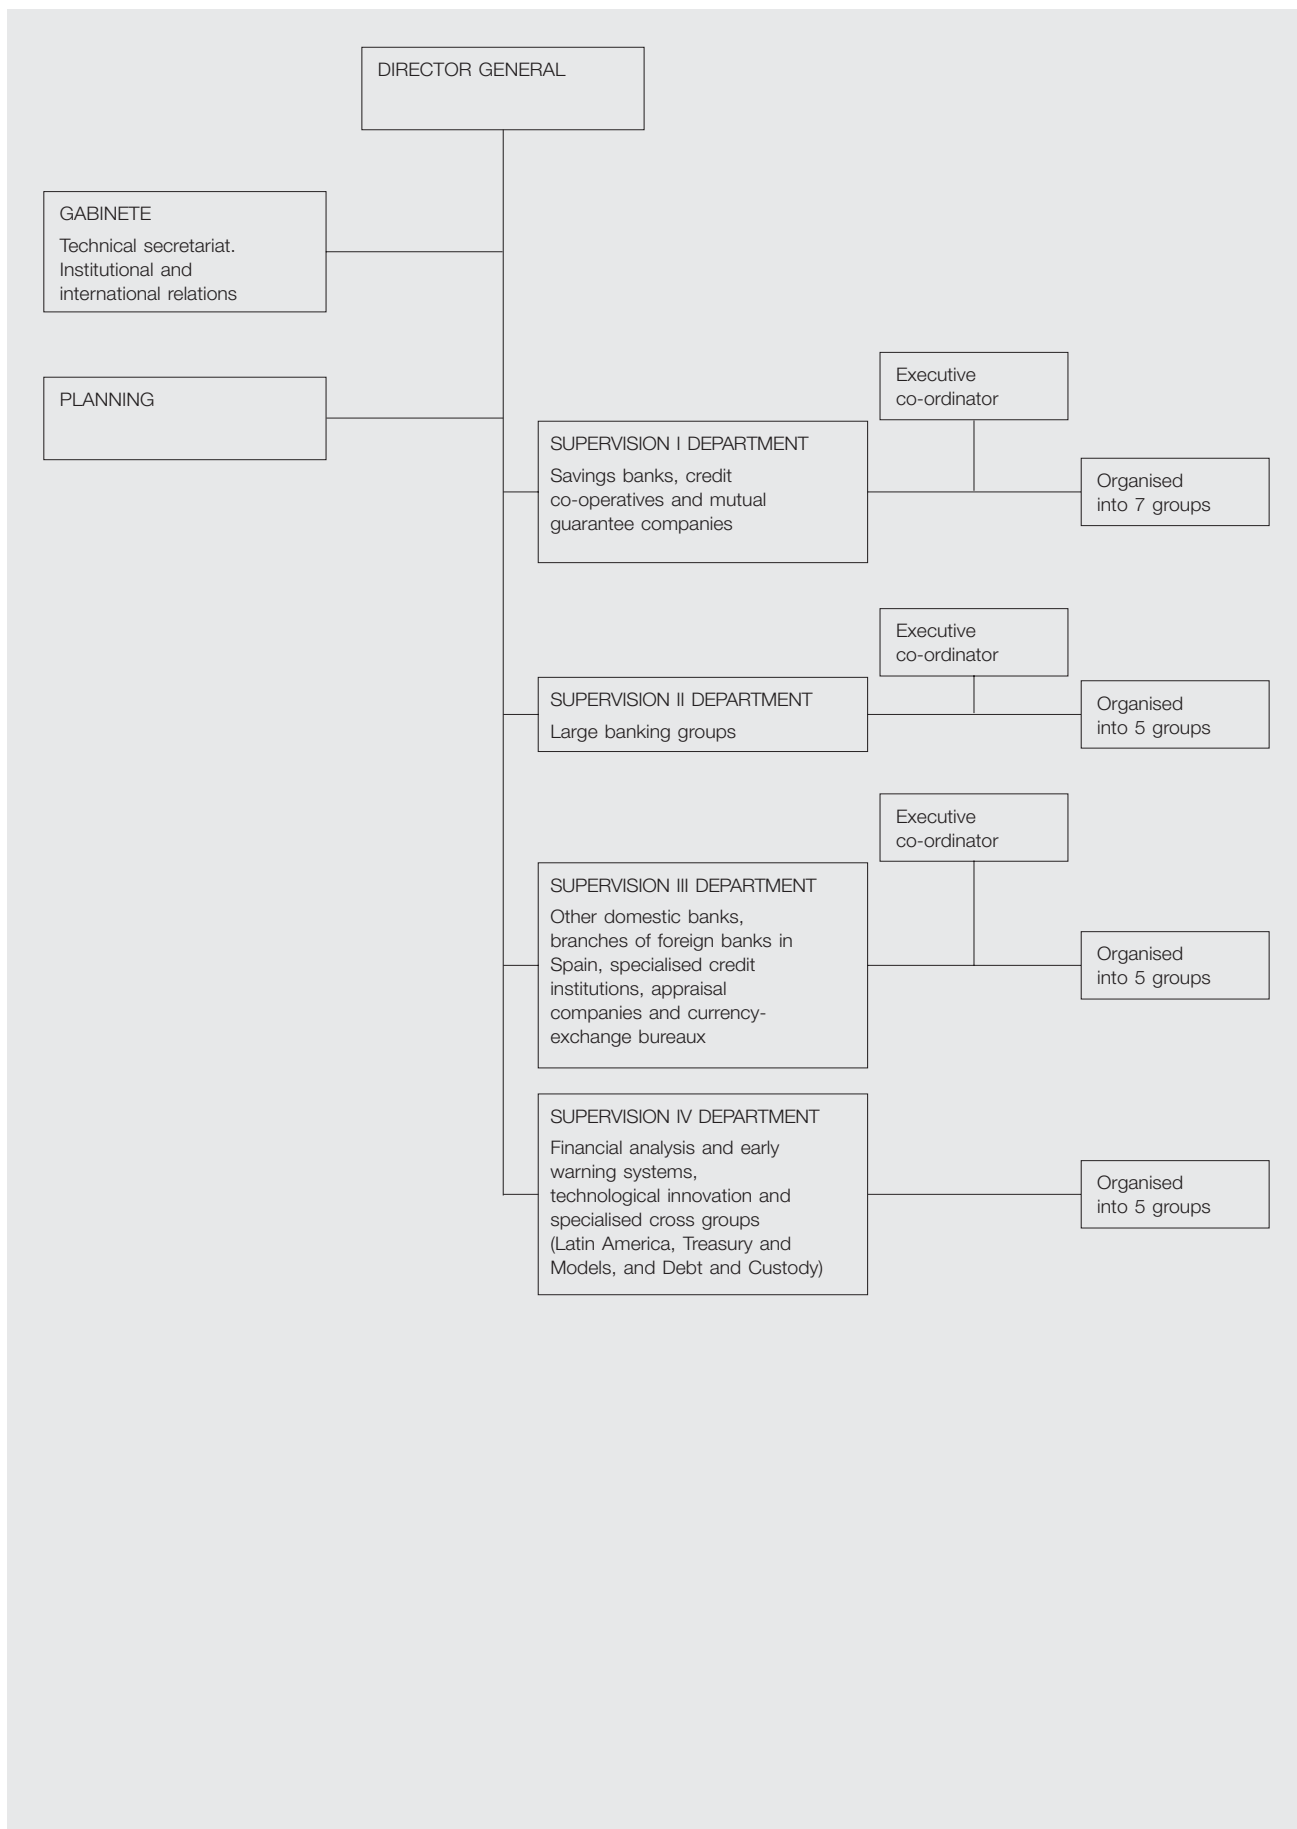 DIRECTOR GENERAL
GABINETE
Technical secretariat.
Institutional and
international relations
PLANNING
Executive
co-ordinator
SUPERVISION I DEPARTMENT
Savings banks, credit
co-operatives and mutual
guarantee companies
Organised
into 7 groups
Executive
co-ordinator
SUPERVISION II DEPARTMENT
Large banking groups
Organised
into 5 groups
Executive
co-ordinator
SUPERVISION III DEPARTMENT
Other domestic banks,
branches of foreign banks in
Spain, specialised credit
institutions, appraisal
companies and currency-
exchange bureaux
Organised
into 5 groups
SUPERVISION IV DEPARTMENT
Financial analysis and early
warning systems,
technological innovation and
specialised cross groups
(Latin America, Treasury and
Models, and Debt and Custody)
Organised
into 5 groups